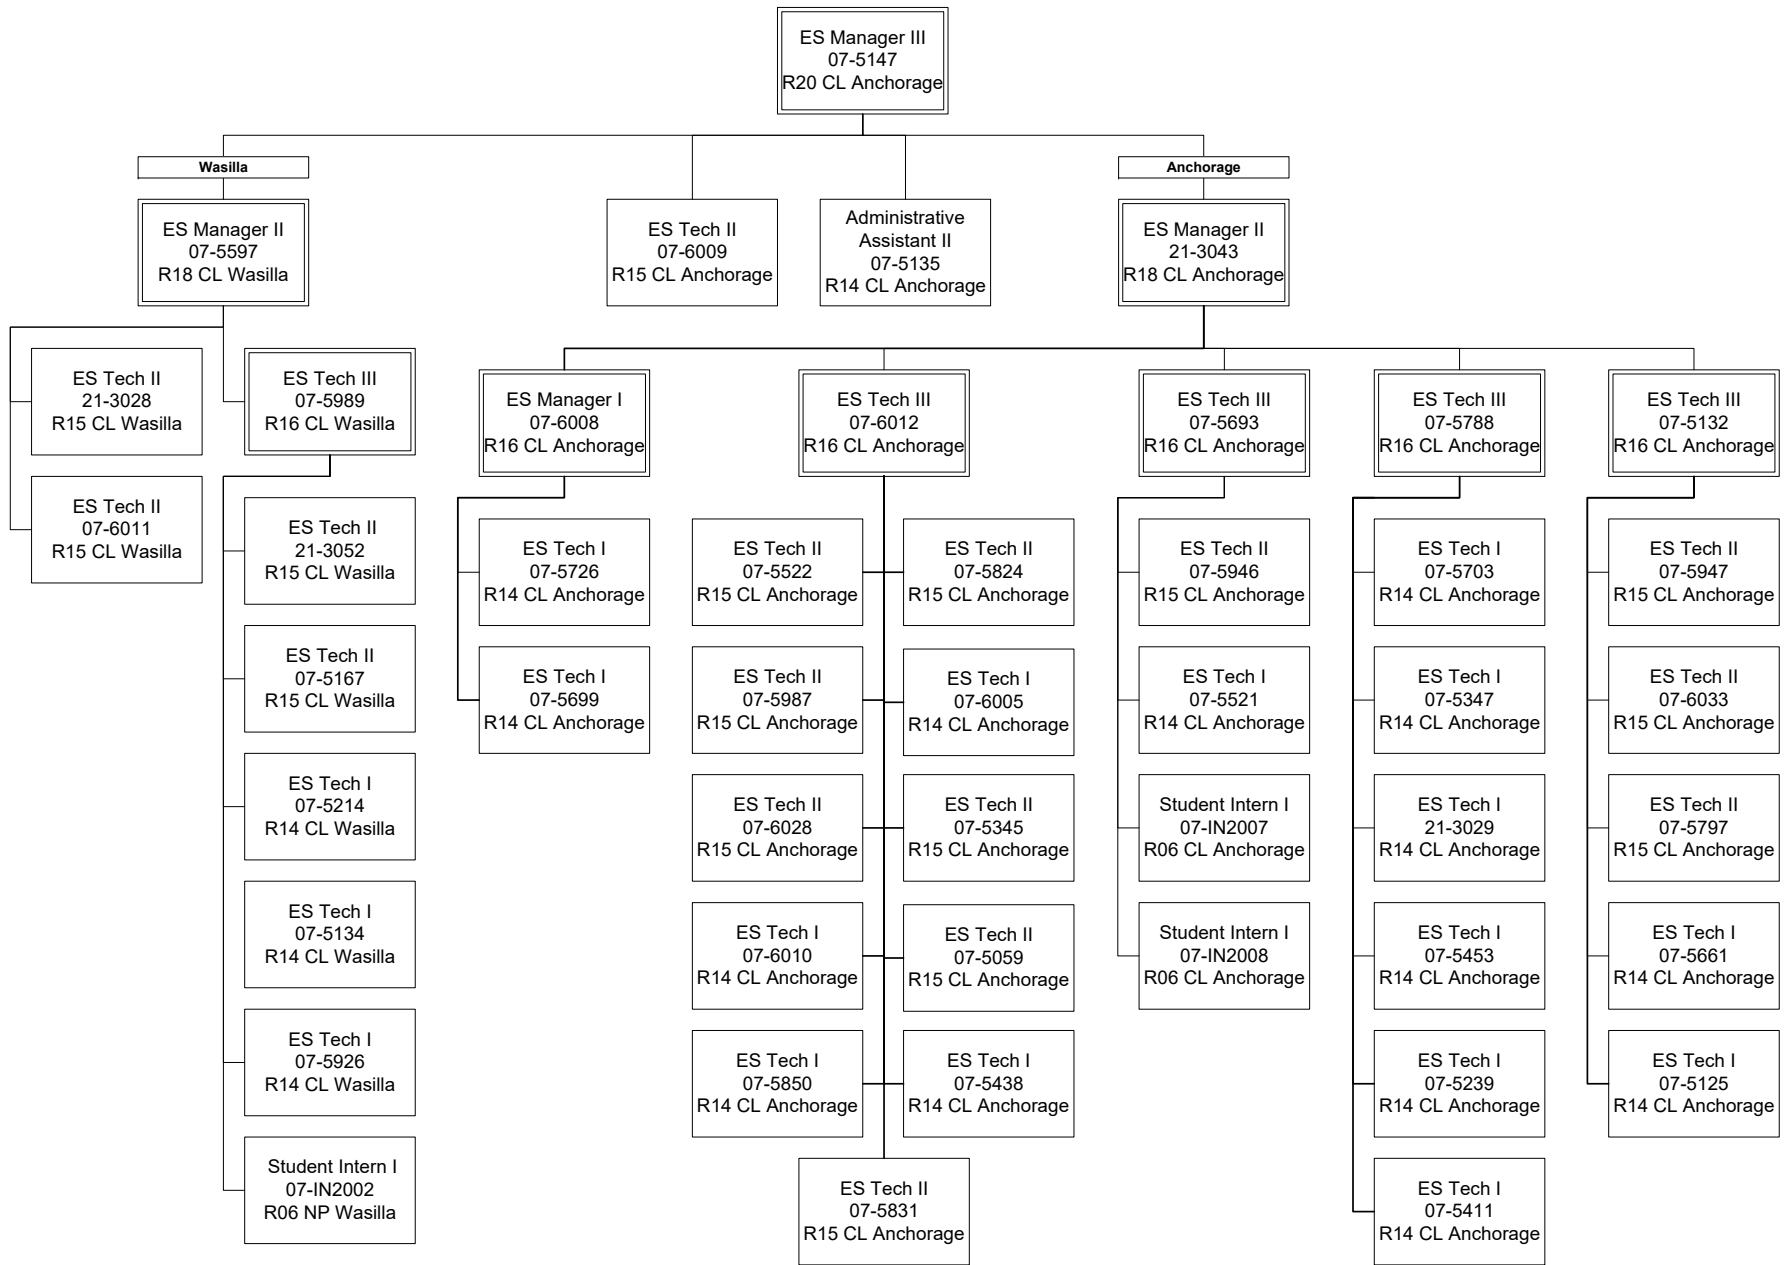 ES Manager III
07-5147
R20 CL Anchorage
Wasilla
Anchorage
ES Manager II
07-5597
R18 CL Wasilla
ES Tech II
07-6009
R15 CL Anchorage
Administrative
Assistant II
07-5135
R14 CL Anchorage
ES Manager II
21-3043
R18 CL Anchorage
ES Tech II
21-3028
R15 CL Wasilla
ES Tech II
07-6011
R15 CL Wasilla
ES Tech III
07-5989
R16 CL Wasilla
ES Tech II
21-3052
R15 CL Wasilla
ES Tech II
07-5167
R15 CL Wasilla
ES Tech I
07-5214
R14 CL Wasilla
ES Tech I
07-5134
R14 CL Wasilla
ES Tech I
07-5926
R14 CL Wasilla
Student Intern I
07-IN2002
R06 NP Wasilla
ES Manager I
07-6008
R16 CL Anchorage
ES Tech I
07-5726
R14 CL Anchorage
ES Tech I
07-5699
R14 CL Anchorage
ES Tech III
07-6012
R16 CL Anchorage
ES Tech II
07-5522
R15 CL Anchorage
ES Tech II
07-5824
R15 CL Anchorage
ES Tech II
07-5987
R15 CL Anchorage
ES Tech I
07-6005
R14 CL Anchorage
ES Tech II
07-6028
R15 CL Anchorage
ES Tech II
07-5345
R15 CL Anchorage
ES Tech I
07-6010
R14 CL Anchorage
ES Tech II
07-5059
R15 CL Anchorage
ES Tech I
07-5850
R14 CL Anchorage
ES Tech I
07-5438
R14 CL Anchorage
ES Tech II
07-5831
R15 CL Anchorage
ES Tech III
07-5693
R16 CL Anchorage
ES Tech II
07-5946
R15 CL Anchorage
ES Tech I
07-5521
R14 CL Anchorage
Student Intern I
07-IN2007
R06 CL Anchorage
Student Intern I
07-IN2008
R06 CL Anchorage
ES Tech III
07-5788
R16 CL Anchorage
ES Tech I
07-5703
R14 CL Anchorage
ES Tech I
07-5347
R14 CL Anchorage
ES Tech I
21-3029
R14 CL Anchorage
ES Tech I
07-5453
R14 CL Anchorage
ES Tech I
07-5239
R14 CL Anchorage
ES Tech I
07-5411
R14 CL Anchorage
ES Tech III
07-5132
R16 CL Anchorage
ES Tech II
07-5947
R15 CL Anchorage
ES Tech II
07-6033
R15 CL Anchorage
ES Tech II
07-5797
R15 CL Anchorage
ES Tech I
07-5661
R14 CL Anchorage
ES Tech I
07-5125
R14 CL Anchorage